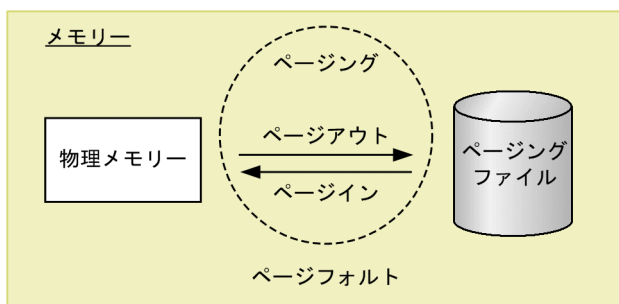 メモリー
ページング
ページアウト
物理メモリー
ページイン
ページング
ファイル
ページフォルト